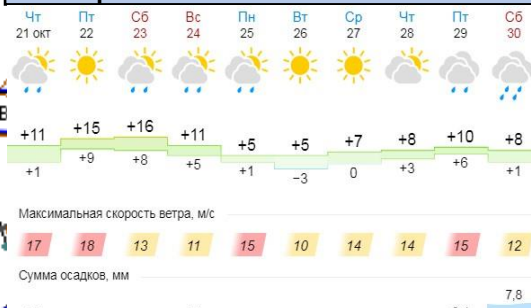 Чт Пт Сб Вс Пн Вт Ср Чт Пт Сб
21 окт 22 23 24 25 26 27 28 29 30
+11 +15 +16 +11 +5 +5 +7 +8 +10 +8
+1 +9 +8 +5 +1 −3 0 +3 +6 +1
Максимальная скорость ветра, м/с
17 18 13 11 15 10 14 14 15 12
Сумма осадков, мм
7,8